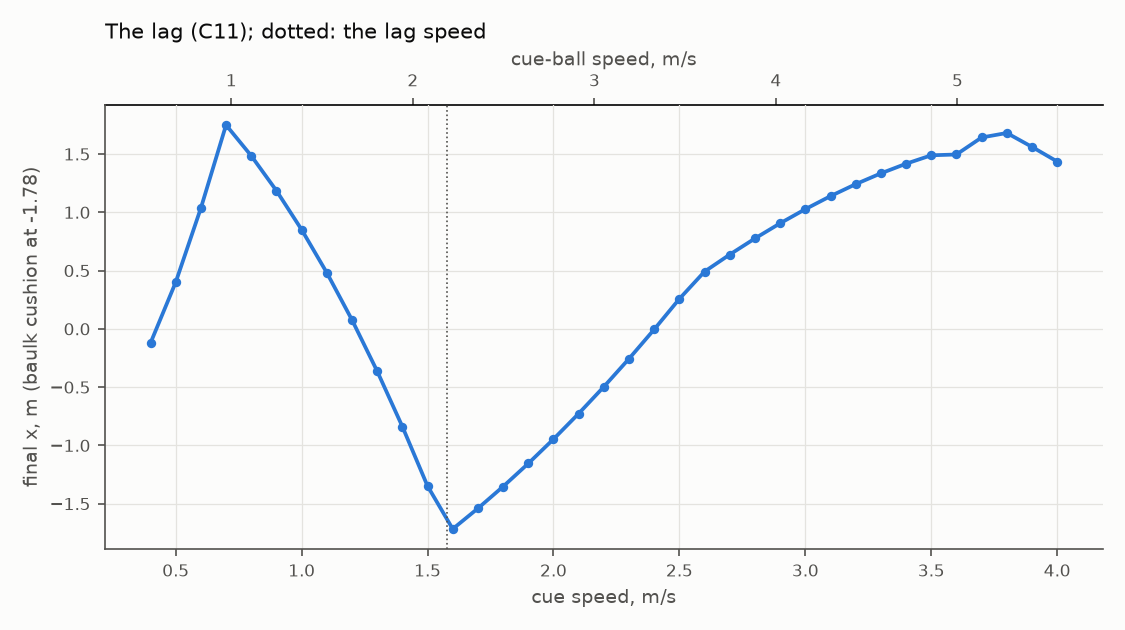 The lag (C11); dotted: the lag speed
cue-ball speed, m/s
1 2 3 4 5
final x, m (baulk cushion at -1.78)
1.5
1.0
0.5
0.0
−0.5
−1.0
−1.5
0.5 1.0 1.5 2.0 2.5 3.0 3.5 4.0
cue speed, m/s